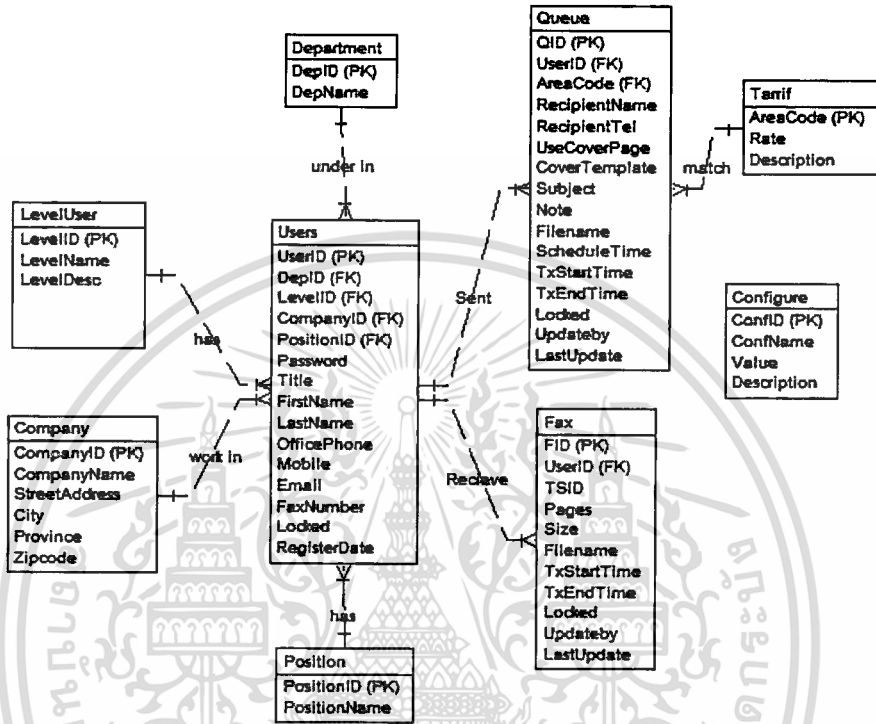 Department
DepID (PK)
DepName
under in
Queue
QID (PK)
UserID (FK)
AreaCode (FK)
RecipientName
RecipientTel
UseCoverPage
CoverTemplate
Subject
Note
Filename
ScheduleTime
TxStartTime
TxEndTime
Locked
Updateby
LastUpdate
match
Tarrif
AreaCode (PK)
Rate
Description
LevelUser
LevelID (PK)
LevelName
LevelDesc
has
Users
UserID (PK)
DepID (FK)
LevelID (FK)
CompanyID (FK)
PositionID (FK)
Password
Title
FirstName
LastName
OfficePhone
Mobile
Email
FaxNumber
Locked
RegisterDate
Sent
Configure
ConfID (PK)
ConfName
Value
Description
Company
CompanyID (PK)
CompanyName
StreetAddress
City
Province
Zipcode
work in
Recieve
Fax
FID (PK)
UserID (FK)
TSID
Pages
Size
Filename
TxStartTime
TxEndTime
Locked
Updateby
LastUpdate
has
Position
PositionID (PK)
PositionName